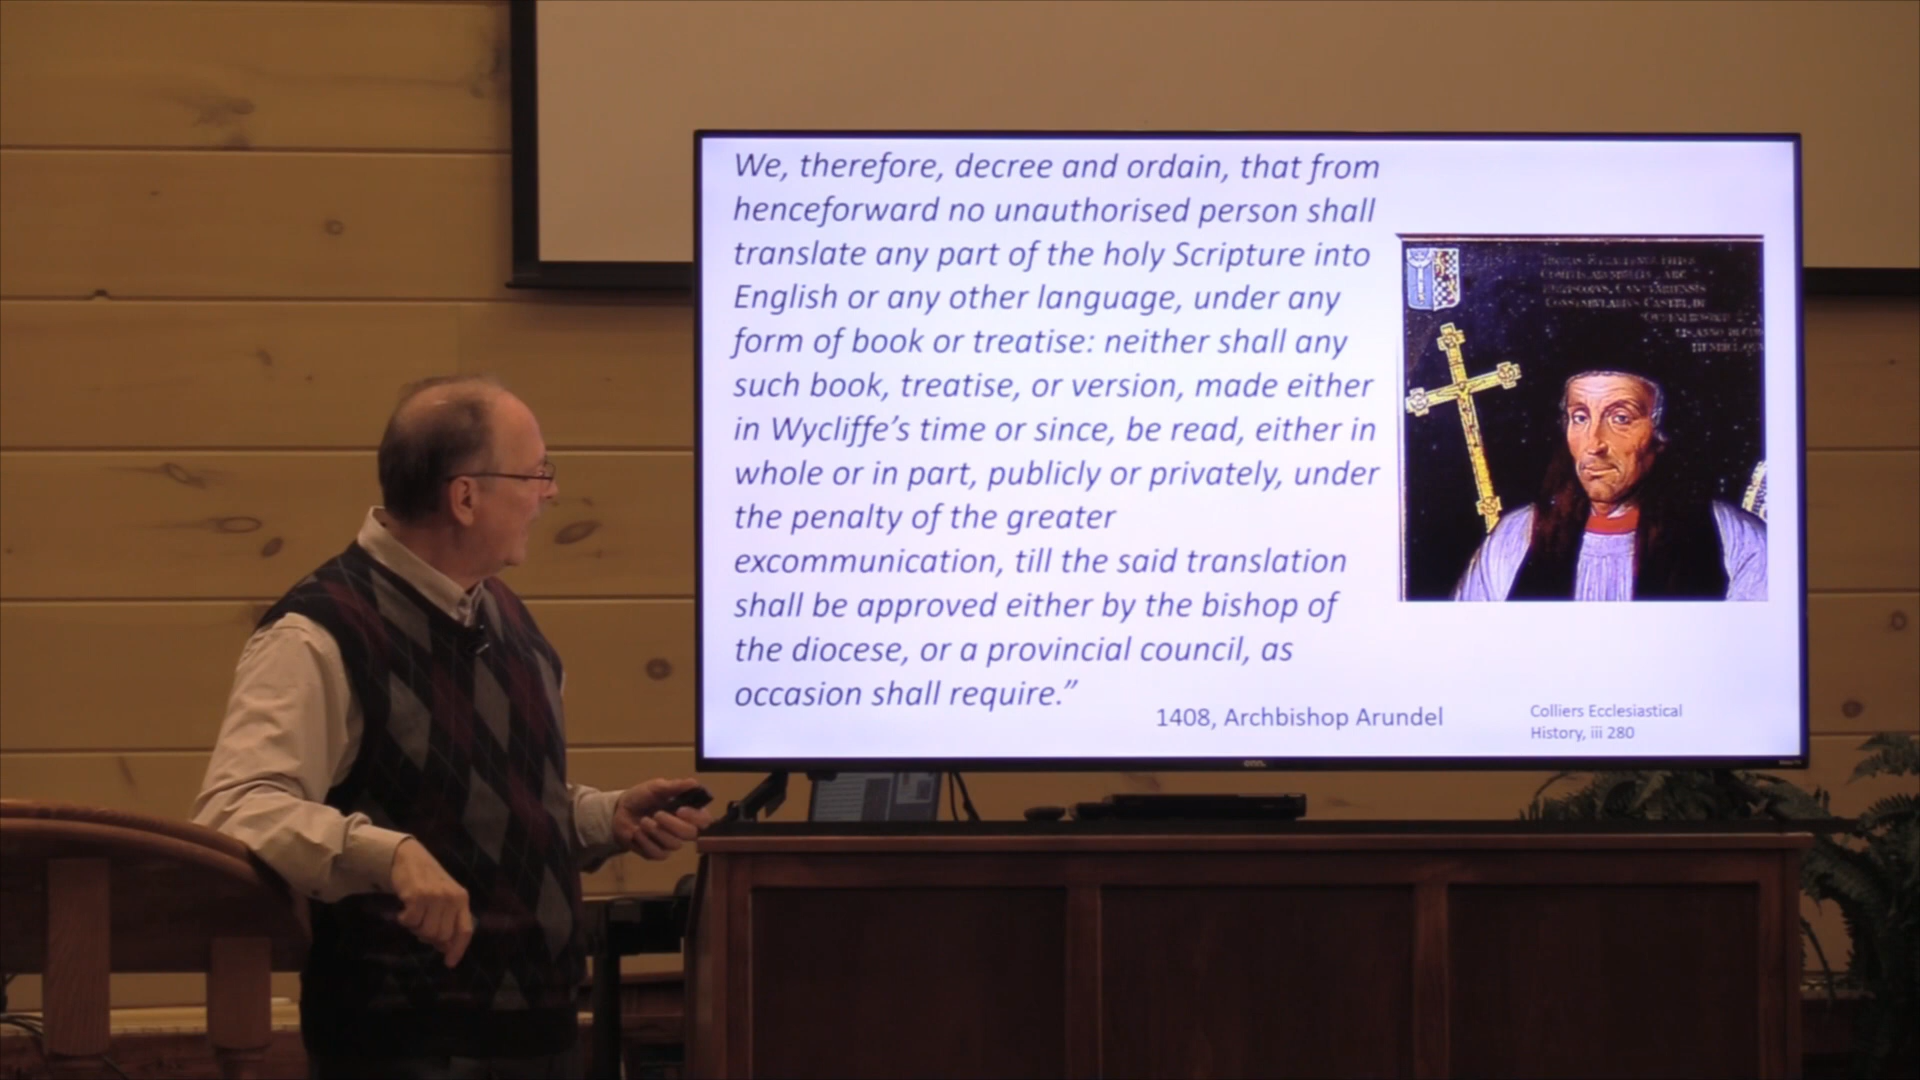 We, therefore, decree and ordain, that from
henceforward no unauthorised person shall
translate any part of the holy Scripture into
English or any other language, under any
form of book or treatise: neither shall any
such book, treatise, or version, made either
in Wycliffe's time or since, be read, either in
whole or in part, publicly or privately, under
the penalty of the greater
excommunication, till the said translation
shall be approved either by the bishop of
the diocese, or a provincial council, as
occasion shall require."
1408, Archbishop Arundel
Colliers Ecclesiastical
History, iii 280
onn.